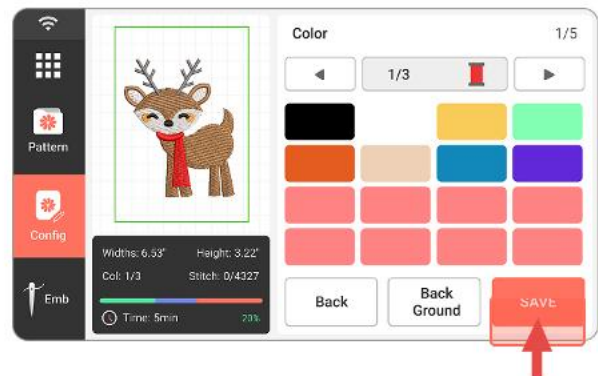 Color
1/5
1/3
Pattern
Config
Emb
Widths: 6.53"
Height: 3.22"
Col: 1/3
Stitch: 0/4327
Time: 5min
20%
Back
Back
Ground
SAVE